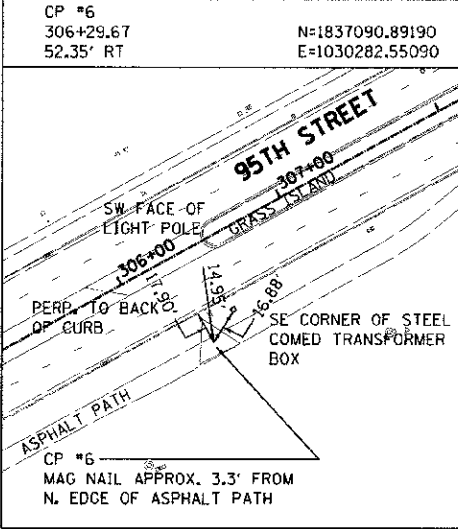 CP #6
306+29.67 N=1837090.89190
52.35' RT E=1030282.55090
95TH STREET
307+00
SW FACE OF
LIGHT POLE
GRASS ISLAND
306+00
17.90'
14.95'
16.88'
PERP. TO BACK
OF CURB
SE CORNER OF STEEL
COMED TRANSFORMER
BOX
ASPHALT PATH
CP #6
MAG NAIL APPROX. 3.3' FROM
N. EDGE OF ASPHALT PATH